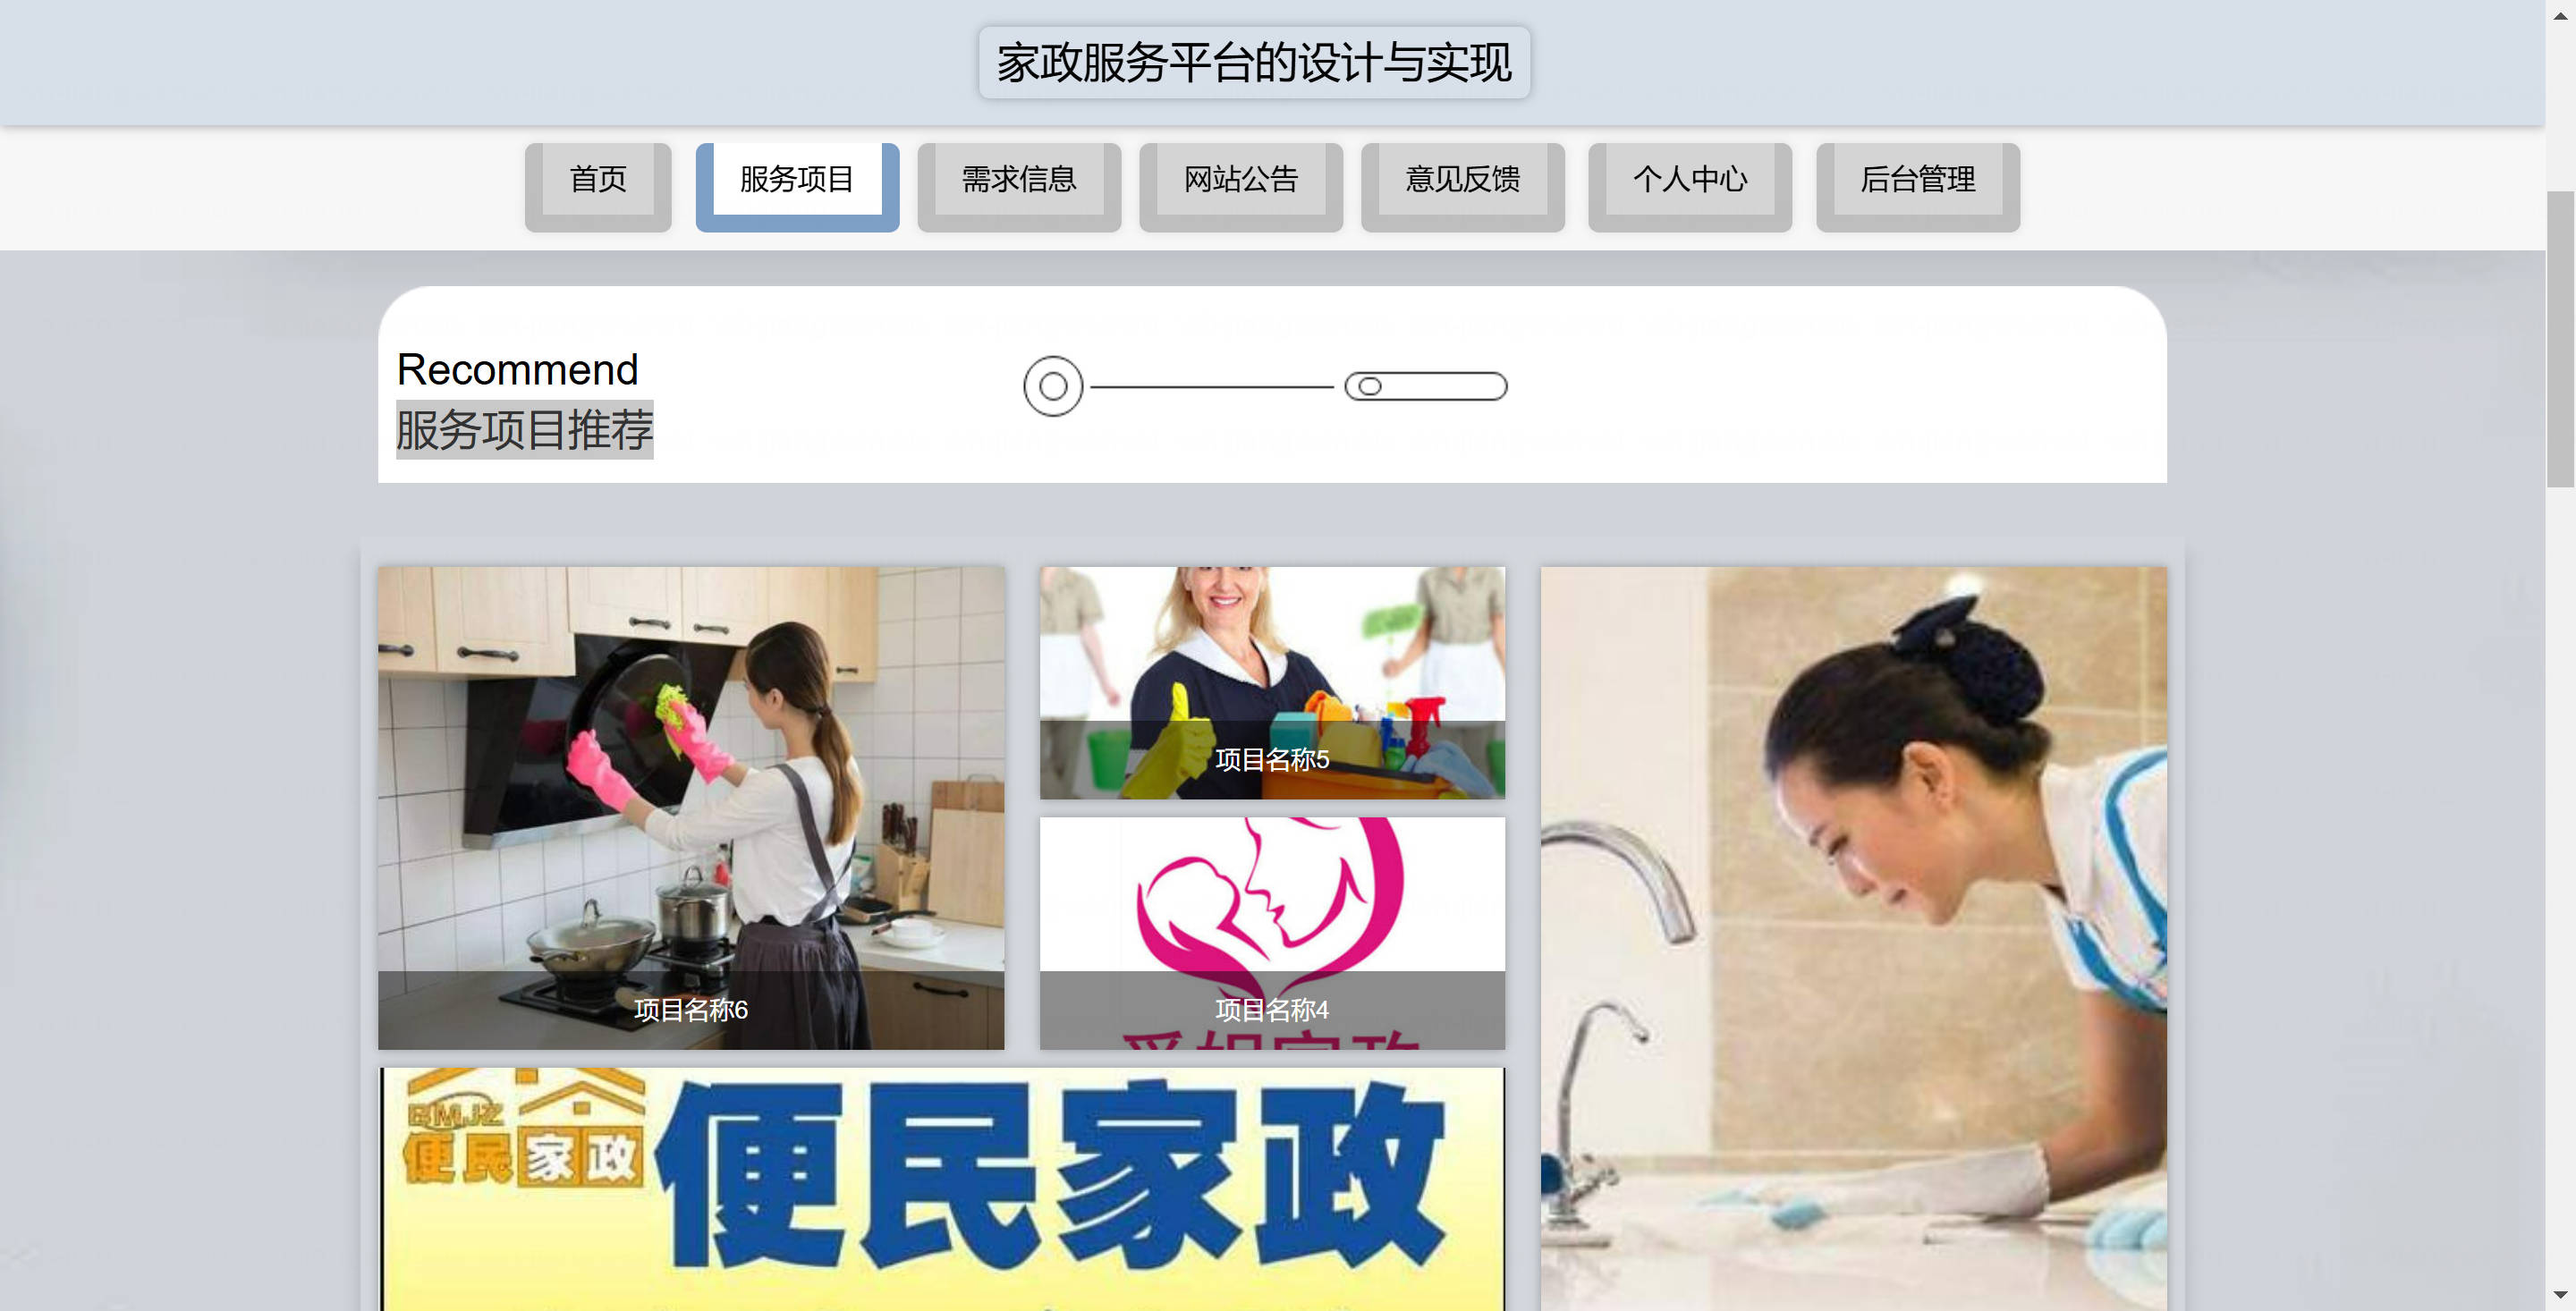 家政服务平台的设计与实现
首页
服务项目
需求信息
网站公告
意见反馈
个人中心
后台管理
Recommend
服务项目推荐
项目名称5
项目名称6
项目名称4
BMJZ
便民家政
便民家政